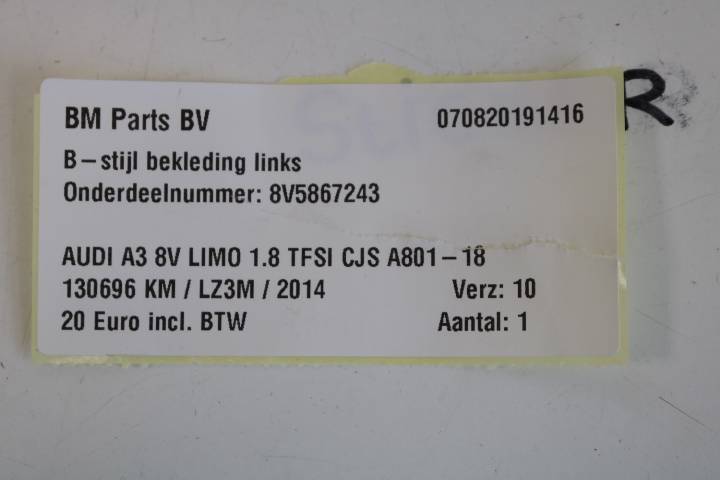 BM Parts BV 070820191416
B-stijl bekleding links
Onderdeelnummer: 8V5867243
AUDI A3 8V LIMO 1.8 TFSI CJS A801-18
130696 KM / LZ3M / 2014 Verz: 10
20 Euro incl. BTW Aantal: 1
R